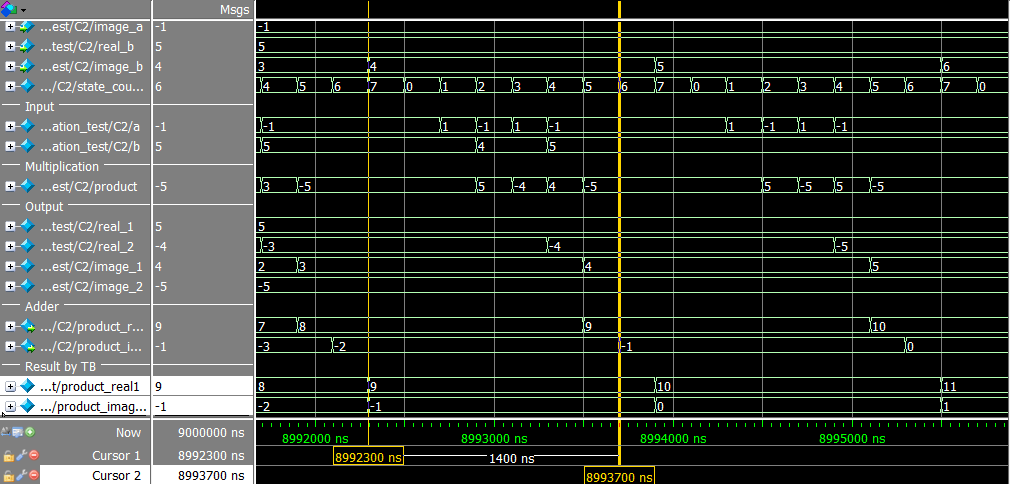 Msgs
...est/C2/image_a -1 -1
...test/C2/real_b 5 5
...est/C2/image_b 4 3 4 5 6
.../C2/state_cou... 6 4 5 6 7 0 1 2 3 4 5 6 7 0 1 2 3 4 5 6 7 0
Input
...ation_test/C2/a -1 -1 1 -1 1 -1 1 -1 1 -1
...ation_test/C2/b 5 5 4 5
Multiplication
...est/C2/product -5 3 -5 5 -4 4 -5 5 -5 5 -5
Output
...test/C2/real_1 5 5
...test/C2/real_2 -4 -3 -4 -5
...est/C2/image_1 4 2 3 4 5
...est/C2/image_2 -5 -5
Adder
.../C2/product_r... 9 7 8 9 10
.../C2/product_i... -1 -3 -2 -1 0
Result by TB
...t/product_real1 9 8 9 10 11
.../product_imag... -1 -2 -1 0 1
Now 9000000 ns 8992000 ns 8993000 ns 8994000 ns 8995000 ns
Cursor 1 8992300 ns 8992300 ns 1400 ns
Cursor 2 8993700 ns 8993700 ns